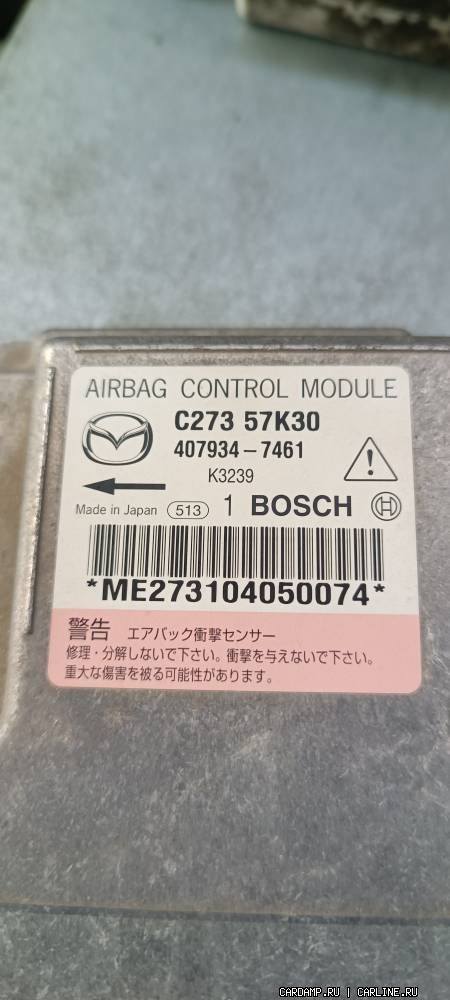 AIRBAG CONTROL MODULE
C273 57K30
407934-7461
K3239
Made in Japan 513 1 BOSCH
*ME273104050074*
警告 エアバック衝撃センサー
修理・分解しないで下さい。衝撃を与えないで下さい。
重大な傷害を被る可能性があります。
CARDAMP.RU | CARLINE.RU